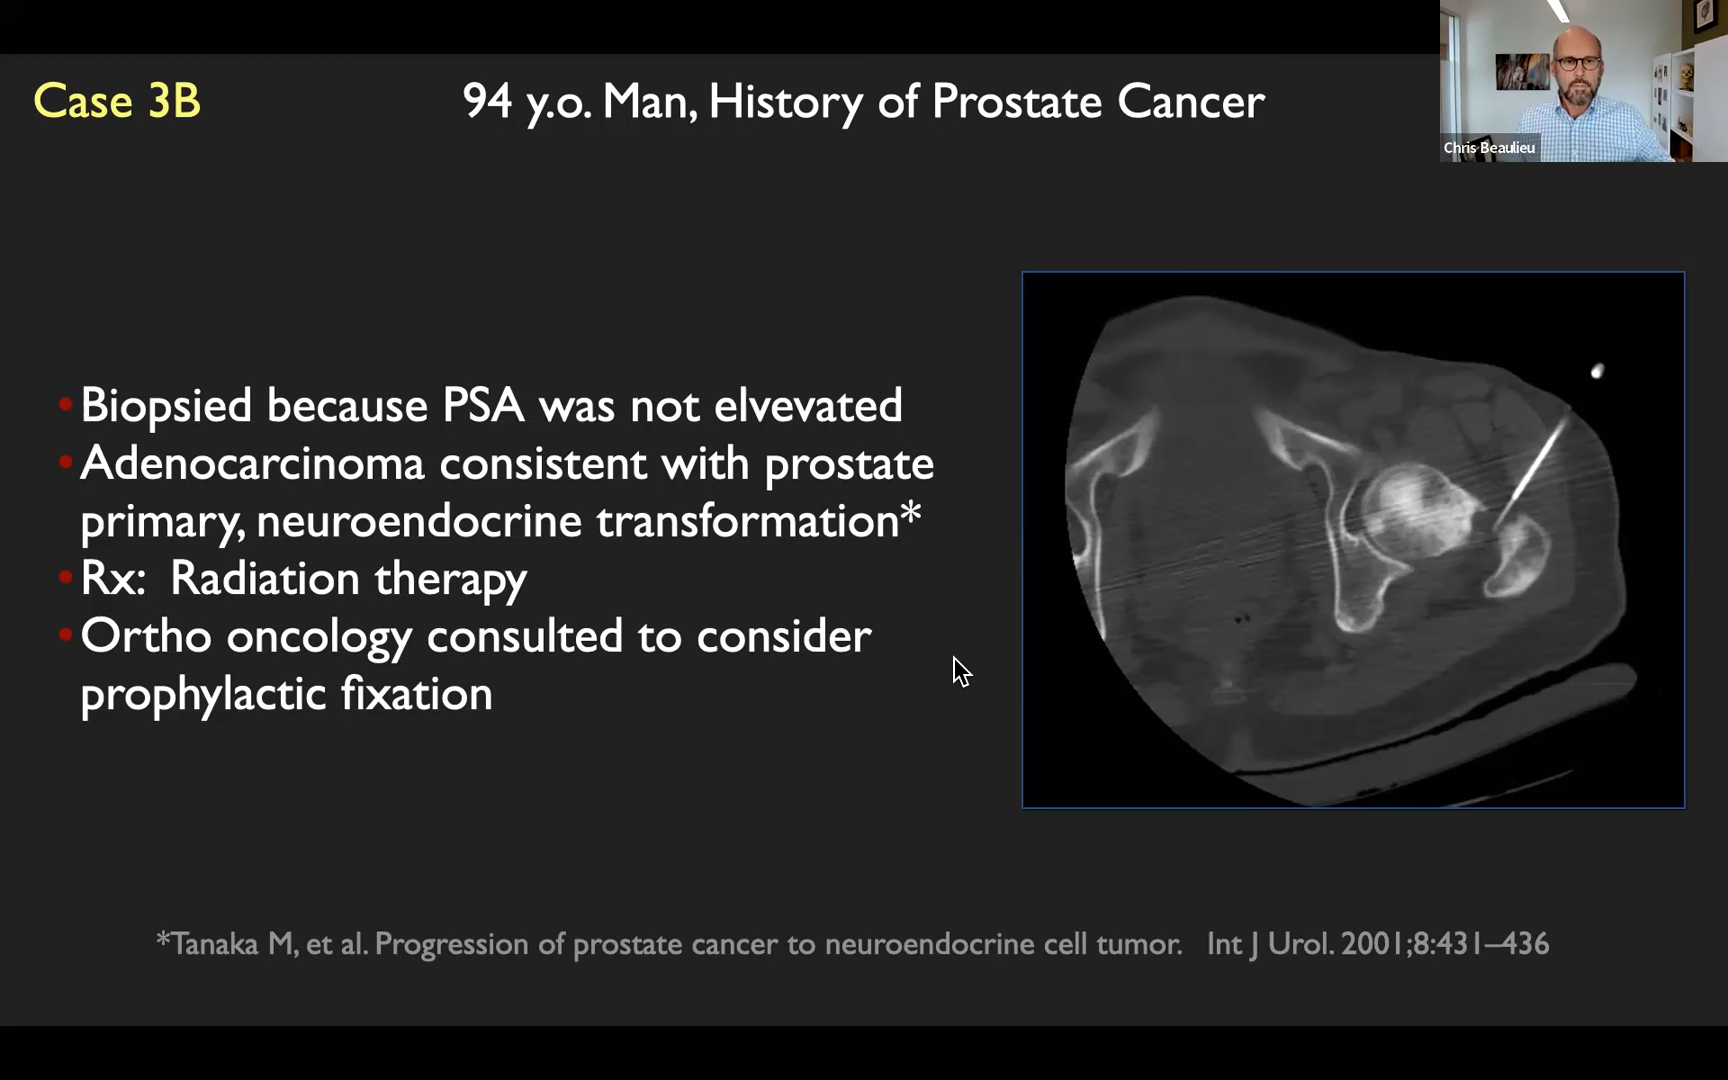 Case 3B
94 y.o. Man, History of Prostate Cancer
Chris Beaulieu
•Biopsied because PSA was not elvevated
•Adenocarcinoma consistent with prostate
primary, neuroendocrine transformation*
•Rx: Radiation therapy
•Ortho oncology consulted to consider
prophylactic fixation
*Tanaka M, et al. Progression of prostate cancer to neuroendocrine cell tumor. Int J Urol. 2001;8:431–436